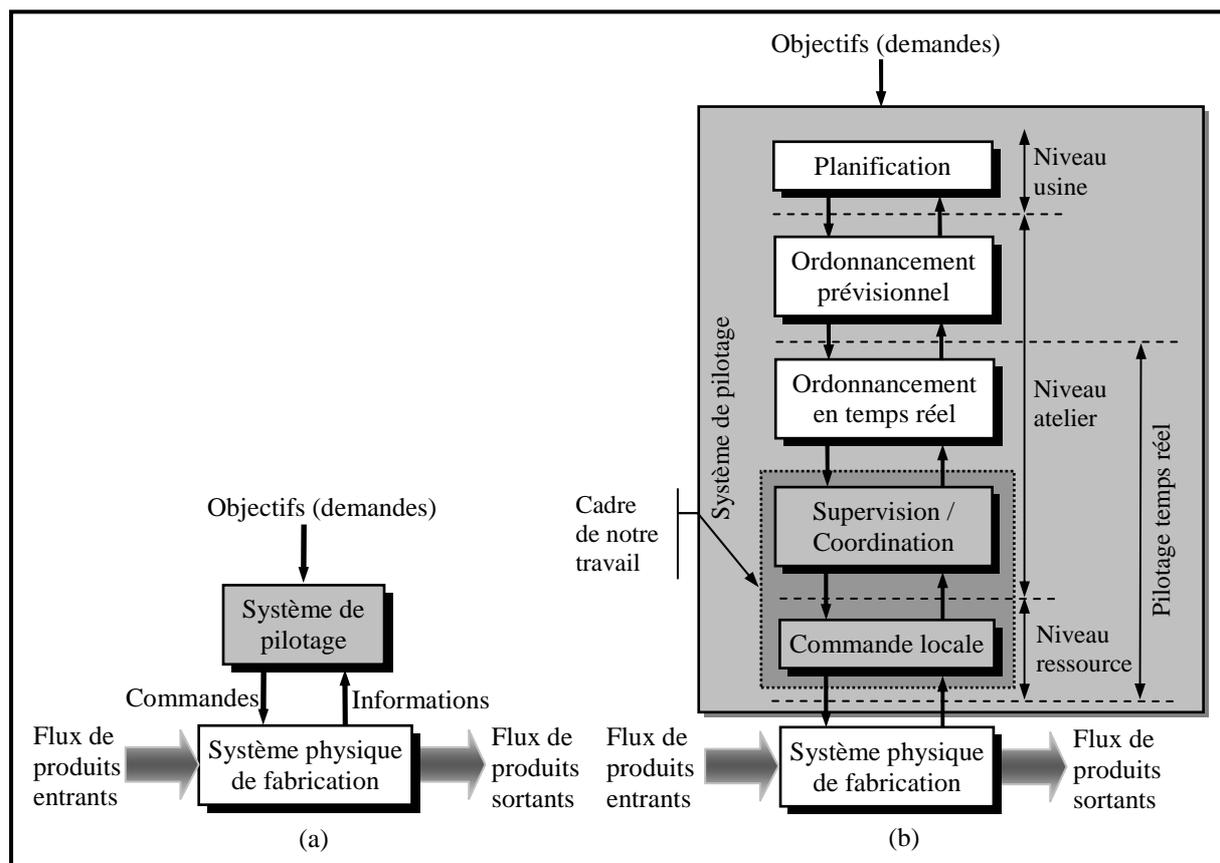 Objectifs (demandes)
Système de
pilotage
Commandes
Informations
Flux de
produits
entrants
Système physique
de fabrication
Flux de
produits
sortants
(a)
Objectifs (demandes)
Planification
Niveau
usine
Ordonnancement
prévisionnel
Système de pilotage
Ordonnancement
en temps réel
Niveau
atelier
Pilotage temps réel
Cadre
de notre
travail
Supervision /
Coordination
Commande locale
Niveau
ressource
Flux de
produits
entrants
Système physique
de fabrication
Flux de
produits
sortants
(b)